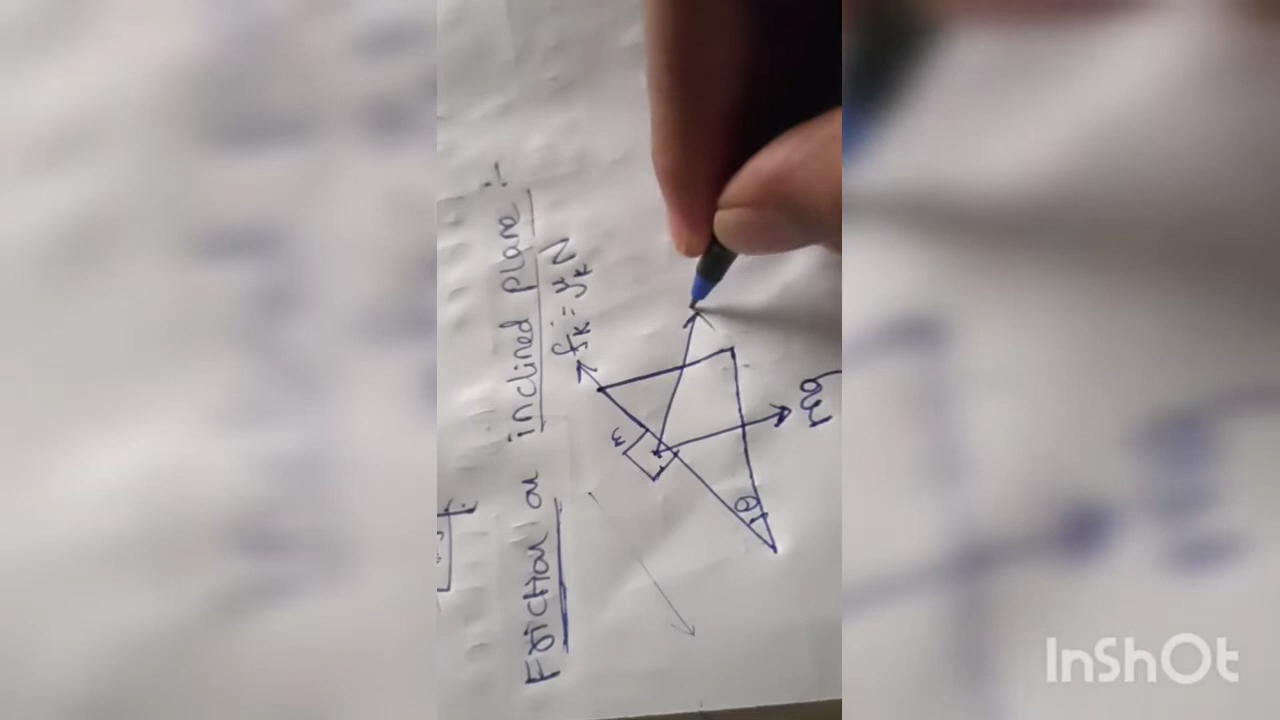 Friction on inclined plane :-
fk = μk N
m
mg
θ
InShOt